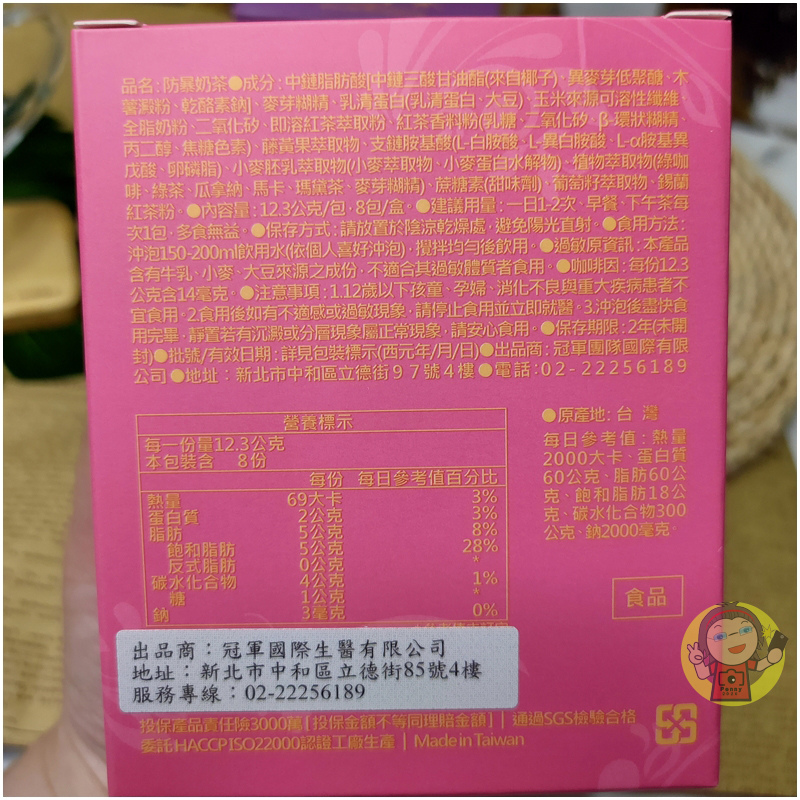 品名:防暴奶茶●成分:中鏈脂肪酸[中鏈三酸甘油酯(來自椰子)、異麥芽低聚醣、木
薯澱粉、乾酪素鈉]、麥芽糊精、乳清蛋白(乳清蛋白、大豆)、玉米來源可溶性纖維、
全脂奶粉、二氧化矽、即溶紅茶萃取粉、紅茶香料粉(乳糖、二氧化矽、β-環狀糊精、
丙二醇、焦糖色素)、藤黃果萃取物、支鏈胺基酸(L-白胺酸、L-異白胺酸、L-α胺基異
戊酸、卵磷脂)、小麥胚乳萃取物(小麥萃取物、小麥蛋白水解物)、植物萃取物(綠咖
啡、綠茶、瓜拿納、馬卡、瑪黛茶、麥芽糊精)、蔗糖素(甜味劑)、葡萄籽萃取物、錫蘭
紅茶粉。●內容量:12.3公克/包,8包/盒。●建議用量:一日1-2次,早餐、下午茶每
次1包,多食無益。●保存方式:請放置於陰涼乾燥處,避免陽光直射。●食用方法:
沖泡150-200ml飲用水(依個人喜好沖泡),攪拌均勻後飲用。●過敏原資訊:本產品
含有牛乳、小麥、大豆來源之成份,不適合其過敏體質者食用。●咖啡因:每份12.3
公克含14毫克。●注意事項:1.12歲以下孩童、孕婦、消化不良與重大疾病患者不
宜食用。2.食用後如有不適感或過敏現象,請停止食用並立即就醫。3.沖泡後盡快食
用完畢,靜置若有沉澱或分層現象屬正常現象,請安心食用。●保存期限:2年(未開
封)●批號/有效日期:詳見包裝標示(西元年/月/日)●出品商:冠軍團隊國際有限
公司●地址:新北市中和區立德街97號4樓●電話:02-22256189
營養標示
每一份量12.3公克
本包裝含 8份
每份 每日參考值百分比
熱量 69大卡 3%
蛋白質 2公克 3%
脂肪 5公克 8%
飽和脂肪 5公克 28%
反式脂肪 0公克 *
碳水化合物 4公克 1%
糖 1公克 *
鈉 3毫克 0%
●原產地:台 灣
每日參考值:熱量
2000大卡、蛋白質
60公克、脂肪60公
克、飽和脂肪18公
克、碳水化合物300
公克、鈉2000毫克。
食品
出品商:冠軍國際生醫有限公司
地址:新北市中和區立德街85號4樓
服務專線:02-22256189
投保產品責任險3000萬[投保金額不等同理賠金額]|通過SGS檢驗合格
委託HACCP ISO22000認證工廠生產|Made in Taiwan